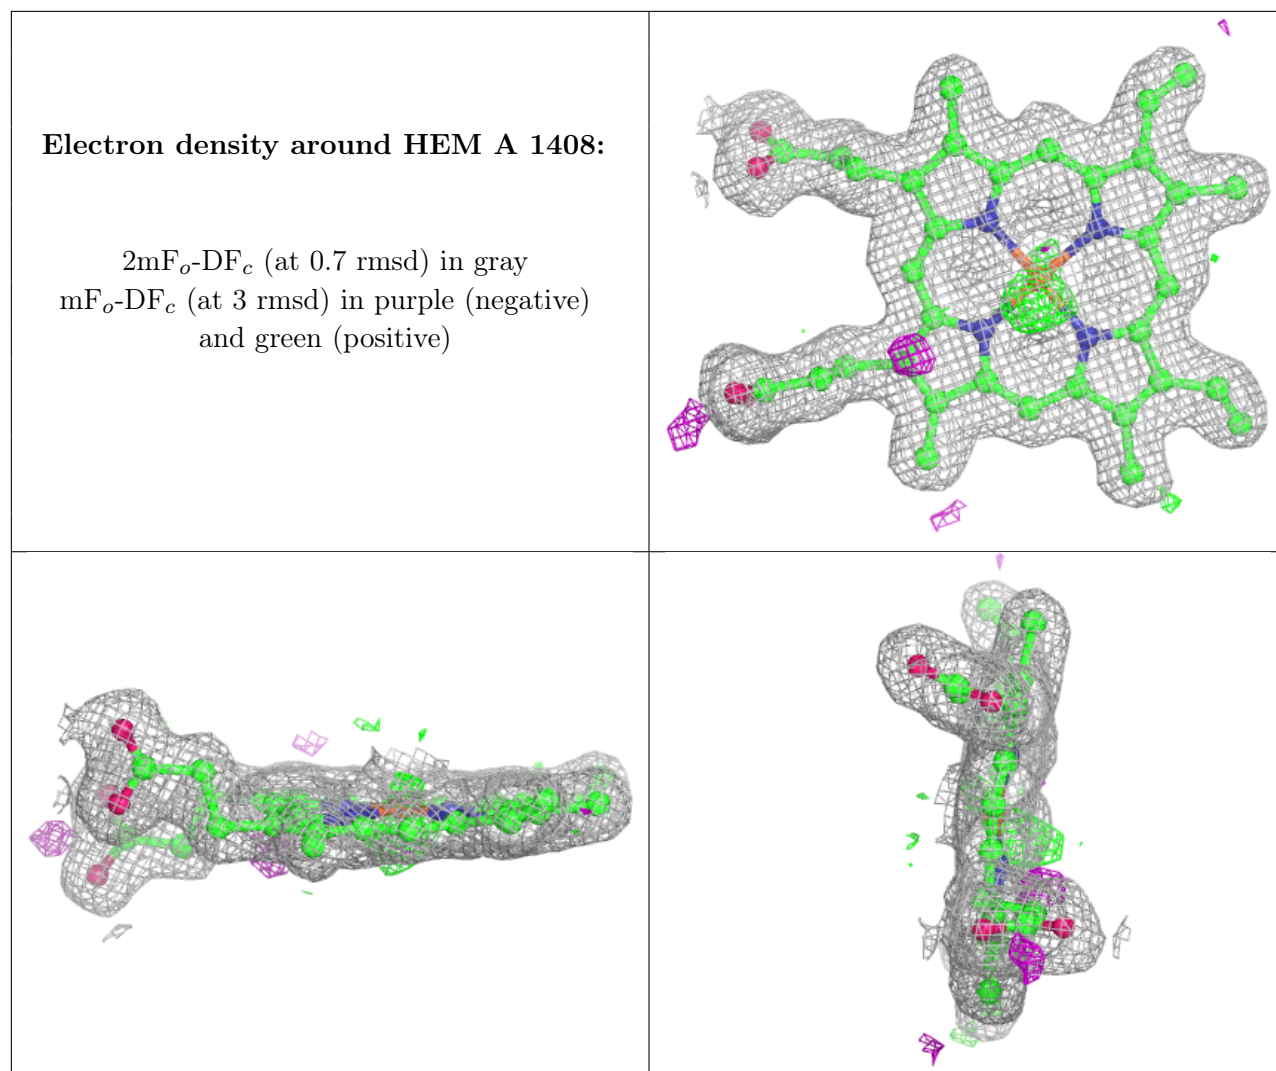 Electron density around HEM A 1408:
2mFo-DFc (at 0.7 rmsd) in gray
mFo-DFc (at 3 rmsd) in purple (negative)
and green (positive)